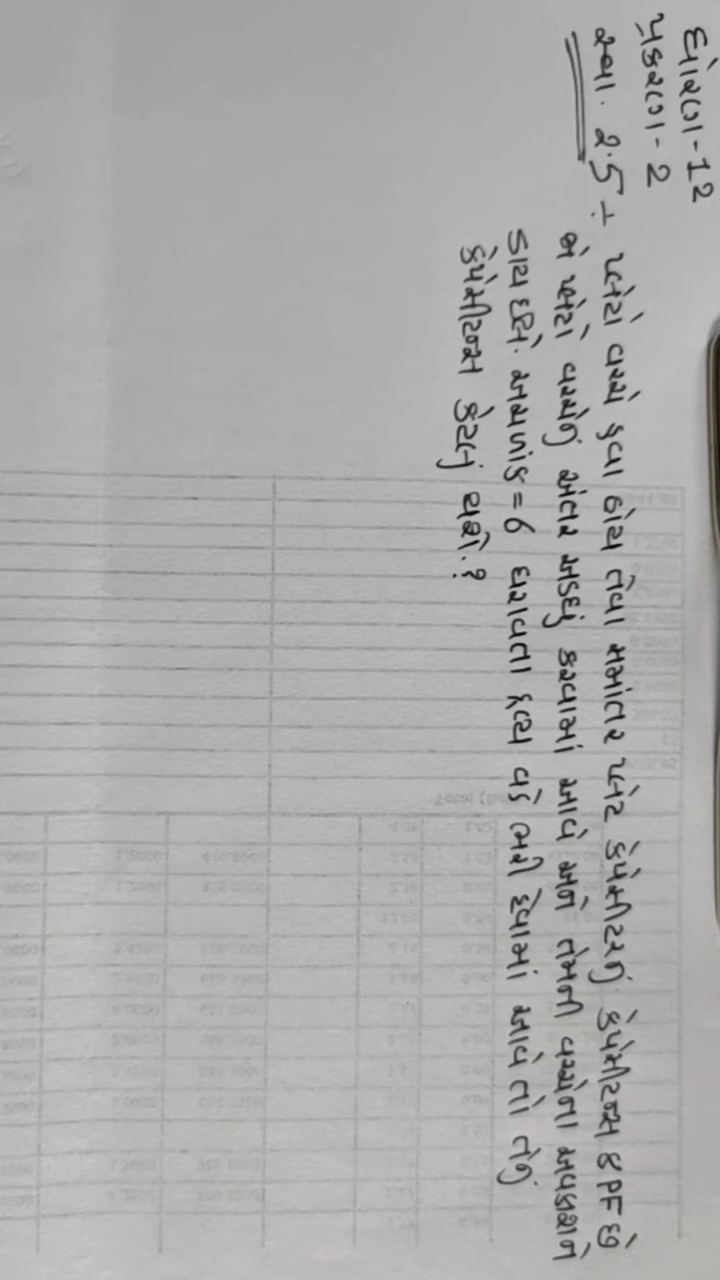 ધોરણ-12
પ્રકરણ-2
સ્વા. 2.5 ÷ પ્લેટો વચ્ચે હવા હોય તેવા સમાંતર પ્લેટ કેપેસીટરનું કેપેસીટન્સ 8 PF છે
બે પ્લેટો વચ્ચેનું અંતર અડધું કરવામાં આવે અને તેમની વચ્ચેના અવકાશને
ડાય ઇલે. અચળાંક = 6 ધરાવતા દ્રવ્ય વડે ભરી દેવામાં આવે તો તેનું
કેપેસીટન્સ કેટલું થશે.?